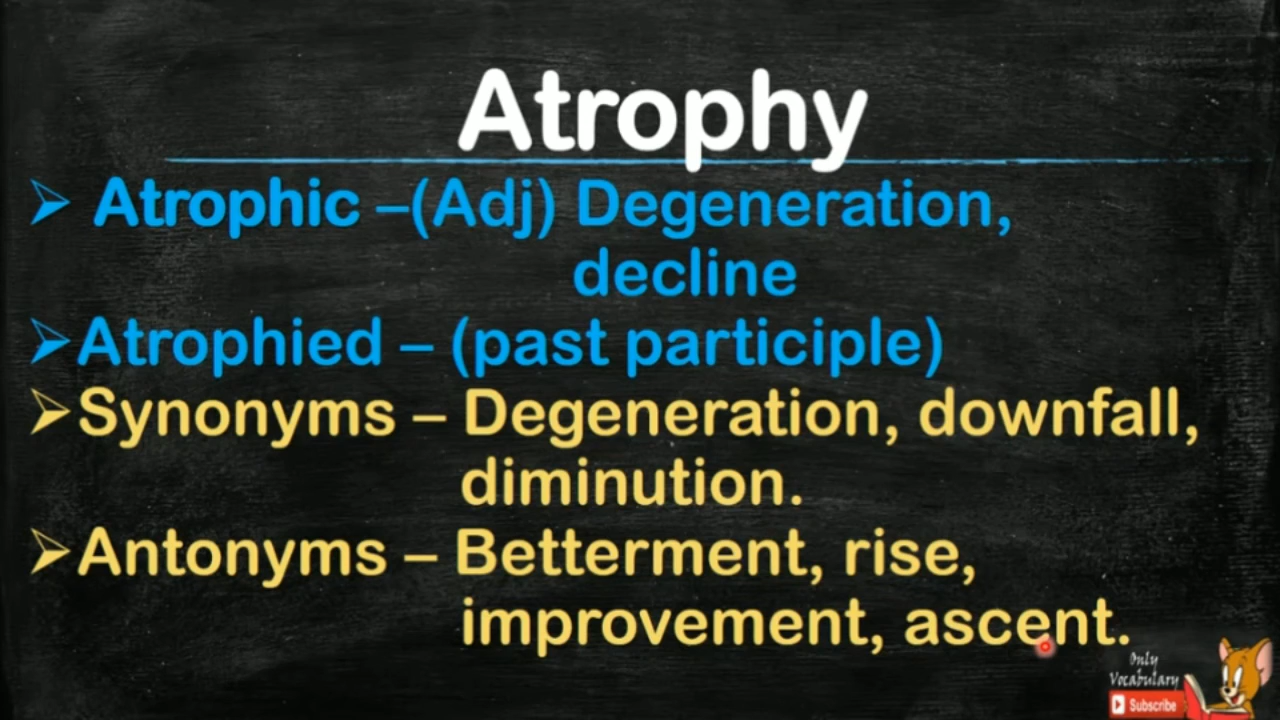 Atrophy
➢ Atrophic –(Adj) Degeneration,
decline
➢Atrophied – (past participle)
➢Synonyms – Degeneration, downfall,
diminution.
➢Antonyms – Betterment, rise,
improvement, ascent.
Only
Vocabulary
Subscribe